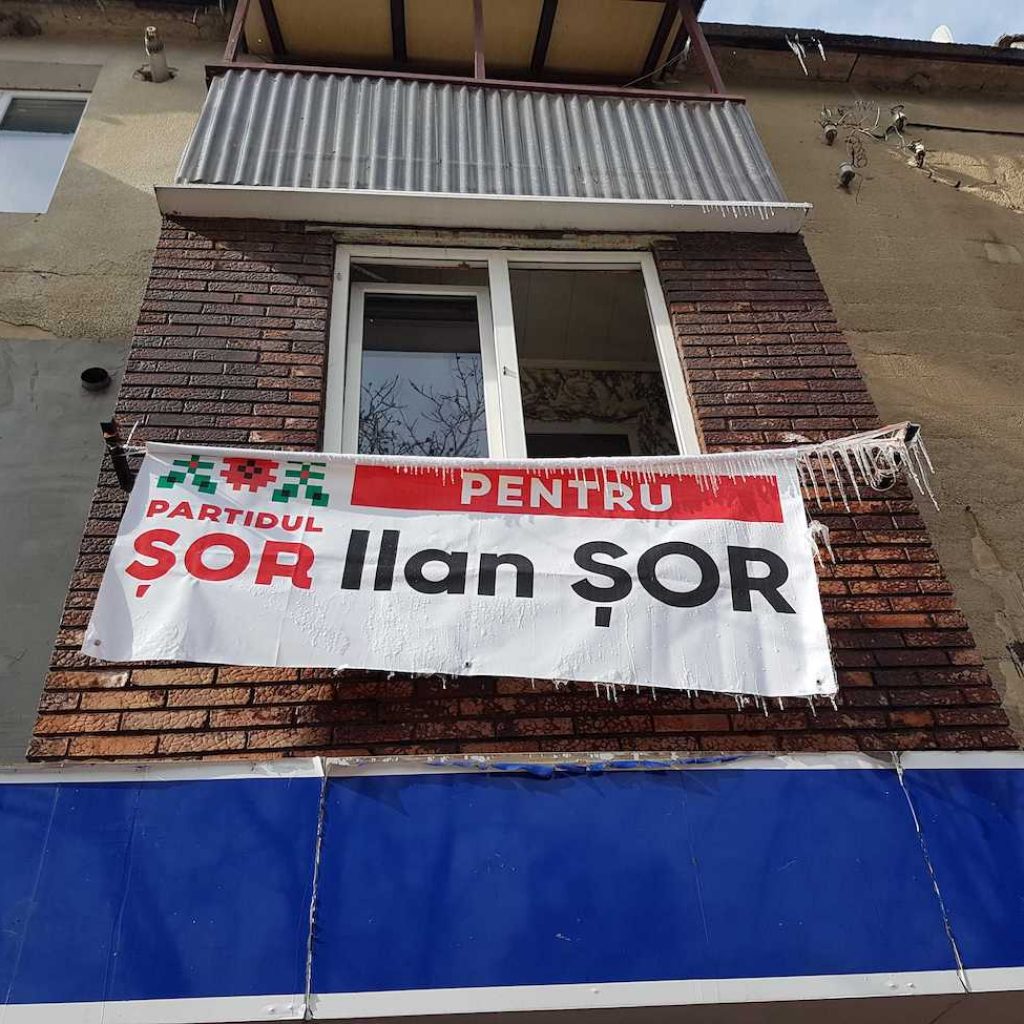 PENTRU
PARTIDUL
ȘOR
Ilan ȘOR